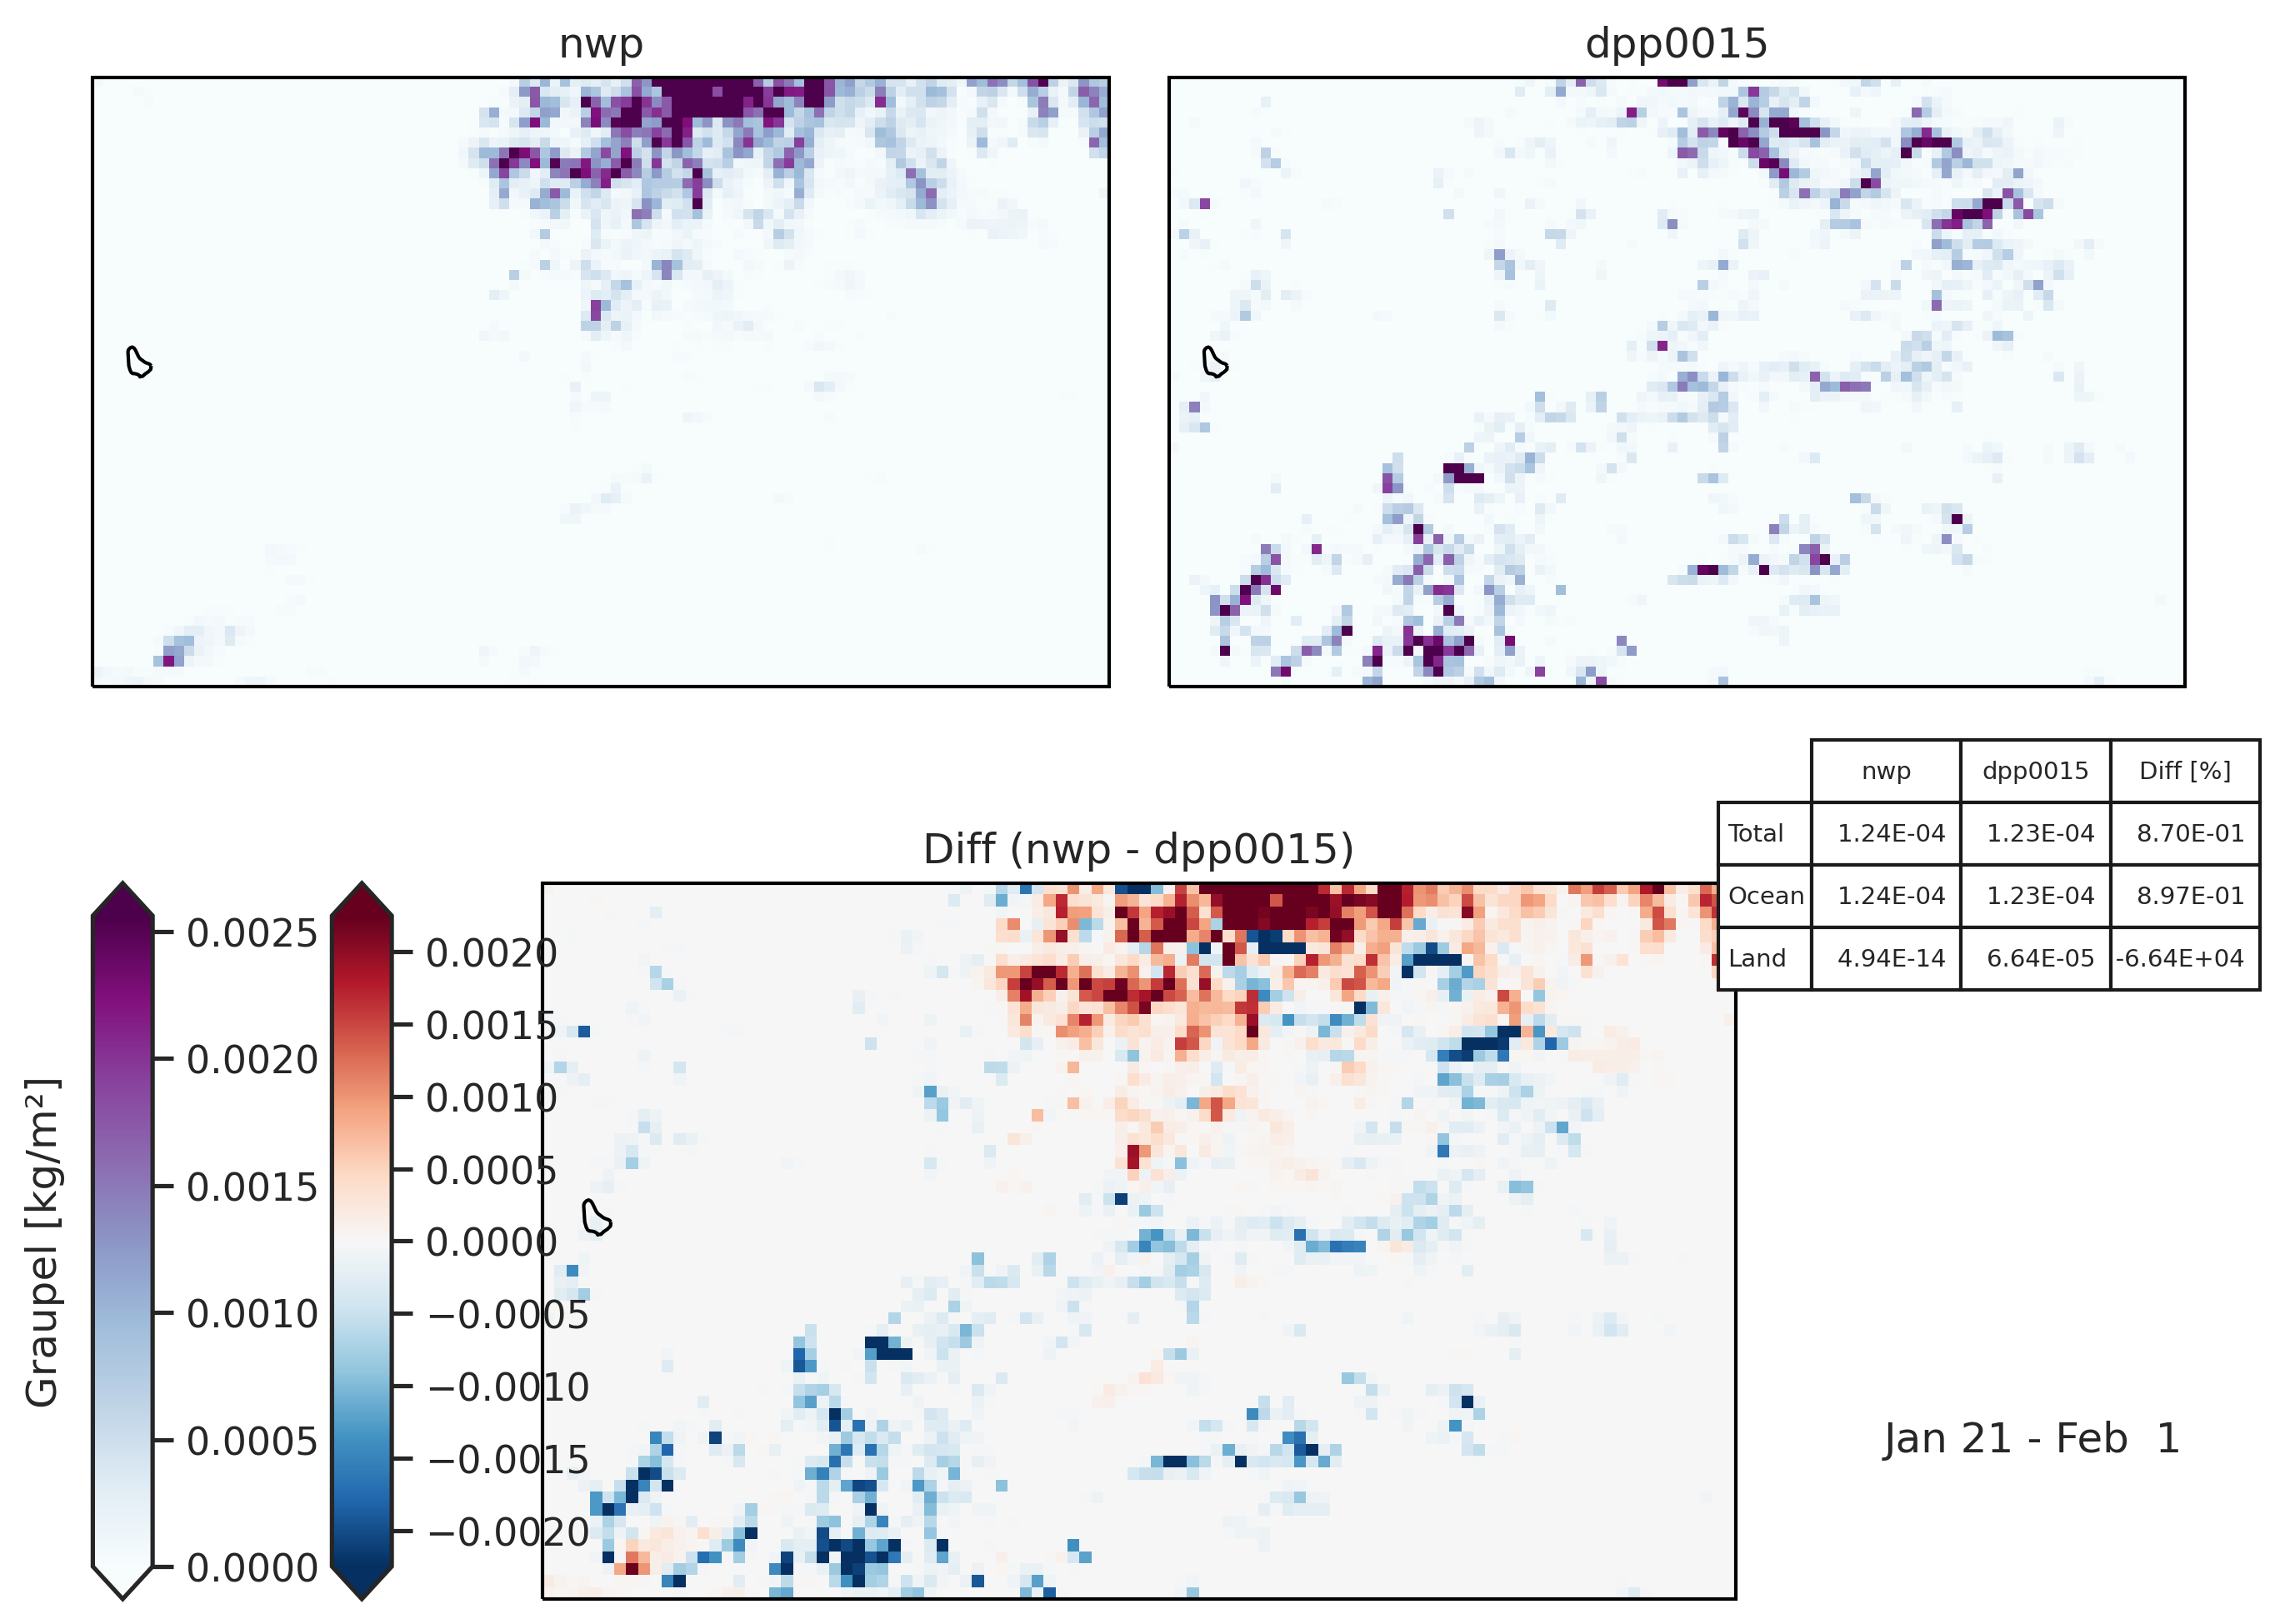 nwp
dpp0015
nwp dpp0015 Diff [%]
Total 1.24E-04 1.23E-04 8.70E-01
Ocean 1.24E-04 1.23E-04 8.97E-01
Land 4.94E-14 6.64E-05 -6.64E+04
Diff (nwp - dpp0015)
Graupel [kg/m²]
0.0025
0.0020
0.0015
0.0010
0.0005
0.0000
0.0020
0.0015
0.0010
0.0005
0.0000
−0.0005
−0.0010
−0.0015
−0.0020
Jan 21 - Feb  1